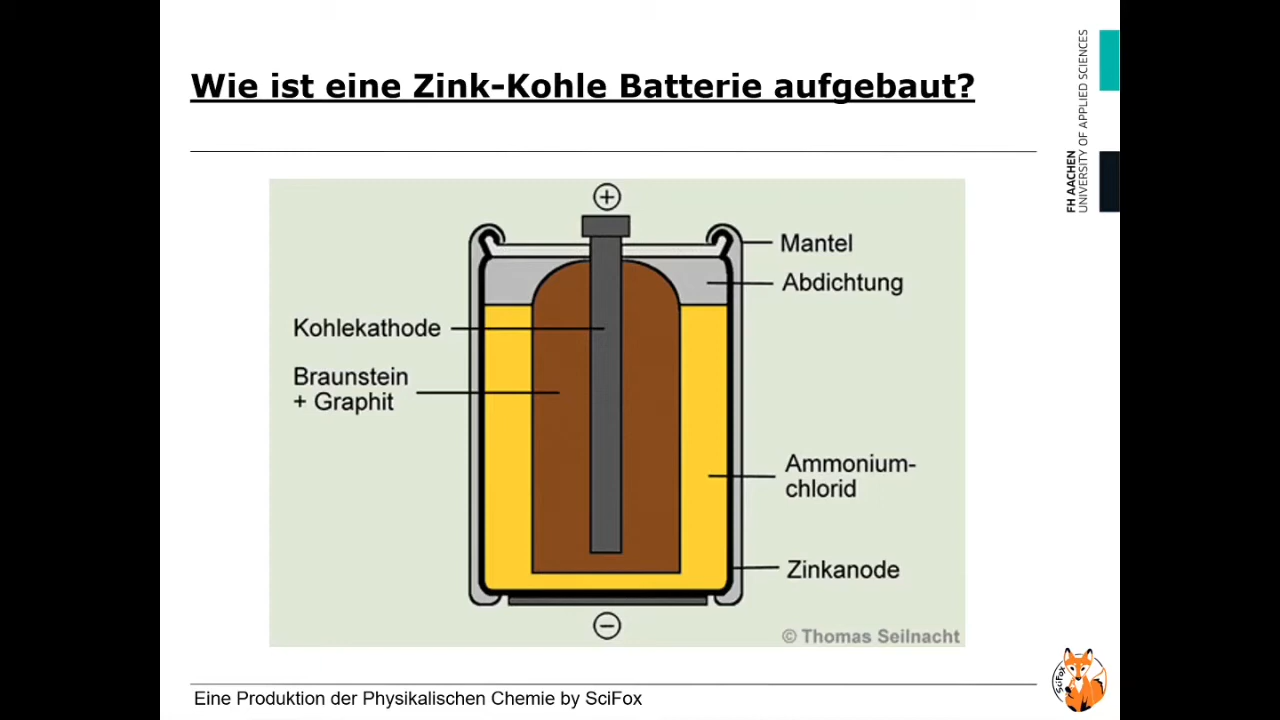 Wie ist eine Zink-Kohle Batterie aufgebaut?
FH AACHEN
UNIVERSITY OF APPLIED SCIENCES
+
Mantel
Abdichtung
Kohlekathode
Braunstein
+ Graphit
Ammonium-
chlorid
Zinkanode
−
© Thomas Seilnacht
SciFox
Eine Produktion der Physikalischen Chemie by SciFox